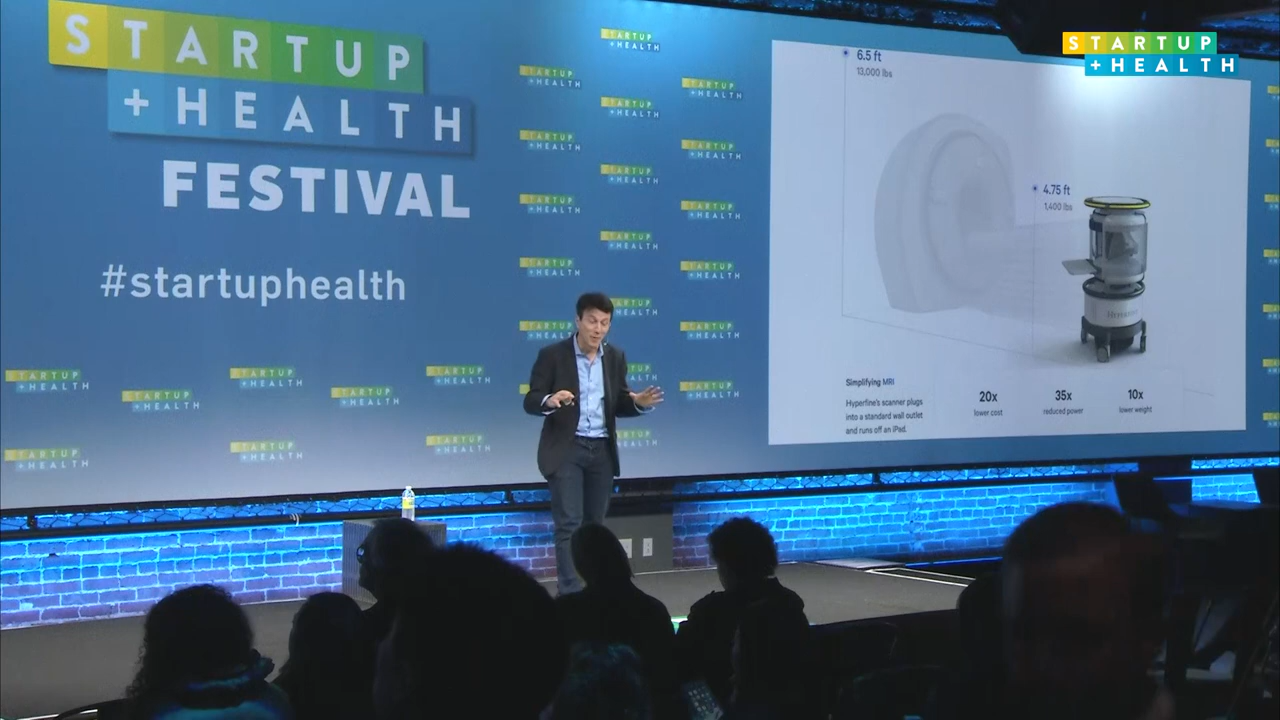 STARTUP
+HEALTH
FESTIVAL
#startuphealth
STARTUP
+HEALTH
6.5 ft
13,000 lbs
4.75 ft
1,400 lbs
Simplifying MRI
Hyperfine's scanner plugs
into a standard wall outlet
and runs off an iPad.
20x
lower cost
35x
reduced power
10x
lower weight